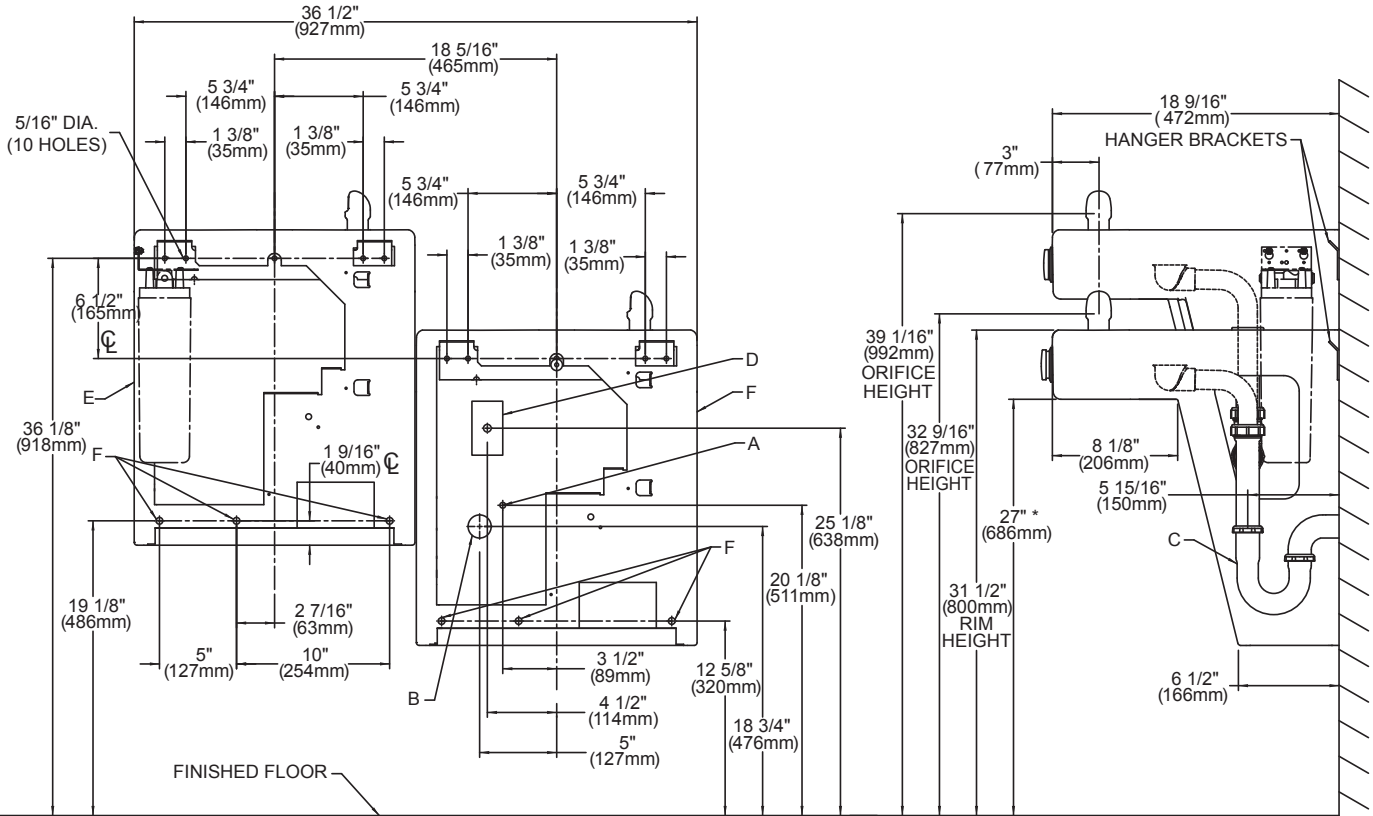 36 1/2"
(927mm)
18 5/16"
(465mm)
5 3/4"
(146mm)
5 3/4"
(146mm)
5/16" DIA.
(10 HOLES)
1 3/8"
(35mm)
1 3/8"
(35mm)
5 3/4"
(146mm)
5 3/4"
(146mm)
1 3/8"
(35mm)
1 3/8"
(35mm)
6 1/2"
(165mm)
℄
E
36 1/8"
(918mm)
F
1 9/16"
(40mm)
℄
D
F
A
19 1/8"
(486mm)
2 7/16"
(63mm)
5"
(127mm)
10"
(254mm)
B
F
3 1/2"
(89mm)
4 1/2"
(114mm)
5"
(127mm)
12 5/8"
(320mm)
18 3/4"
(476mm)
20 1/8"
(511mm)
25 1/8"
(638mm)
FINISHED FLOOR
18 9/16"
( 472mm)
HANGER BRACKETS
3"
( 77mm)
39 1/16"
(992mm)
ORIFICE
HEIGHT
32 9/16"
(827mm)
ORIFICE
HEIGHT
8 1/8"
(206mm)
5 15/16"
(150mm)
27" *
(686mm)
C
31 1/2"
(800mm)
RIM
HEIGHT
6 1/2"
(166mm)